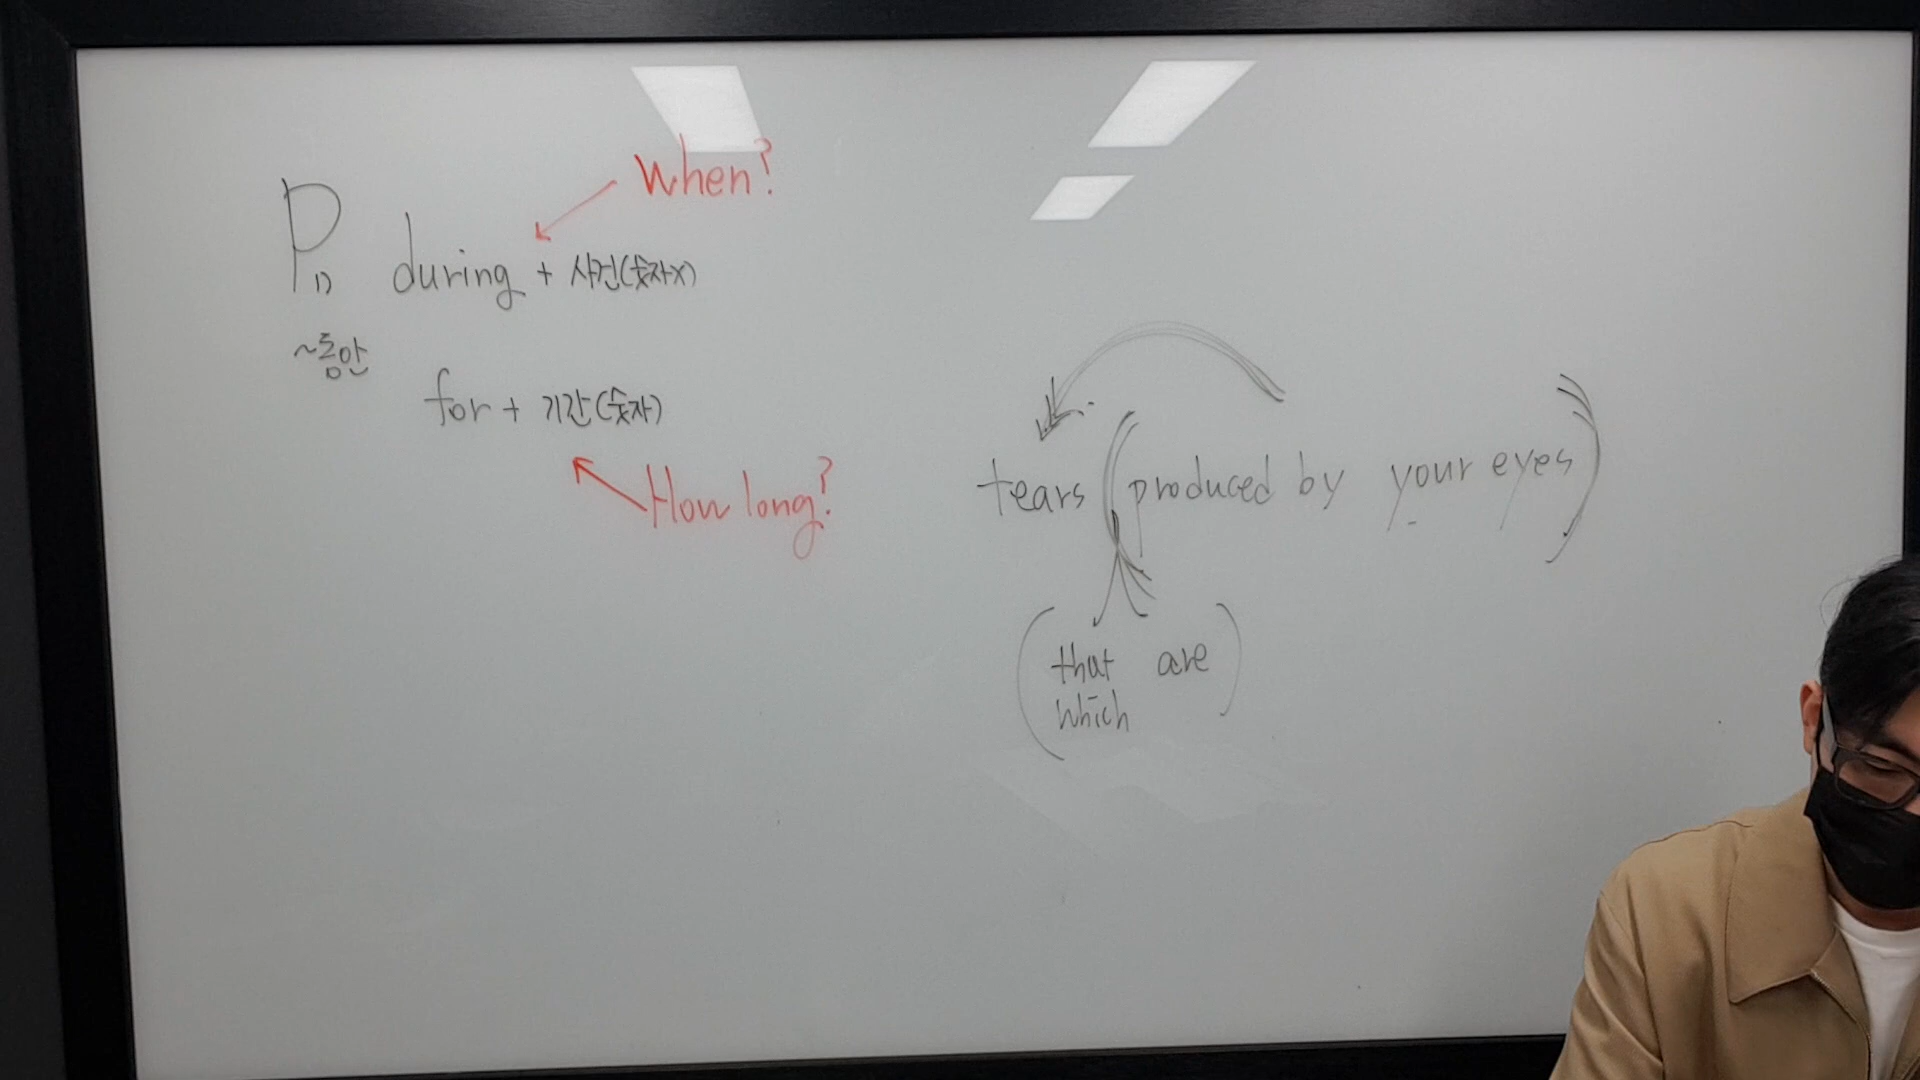 When?
P. 11) during + 사건(숫자x)
~동안
for + 기간(숫자)
How long?
tears (produced by your eyes)
(that are
which)